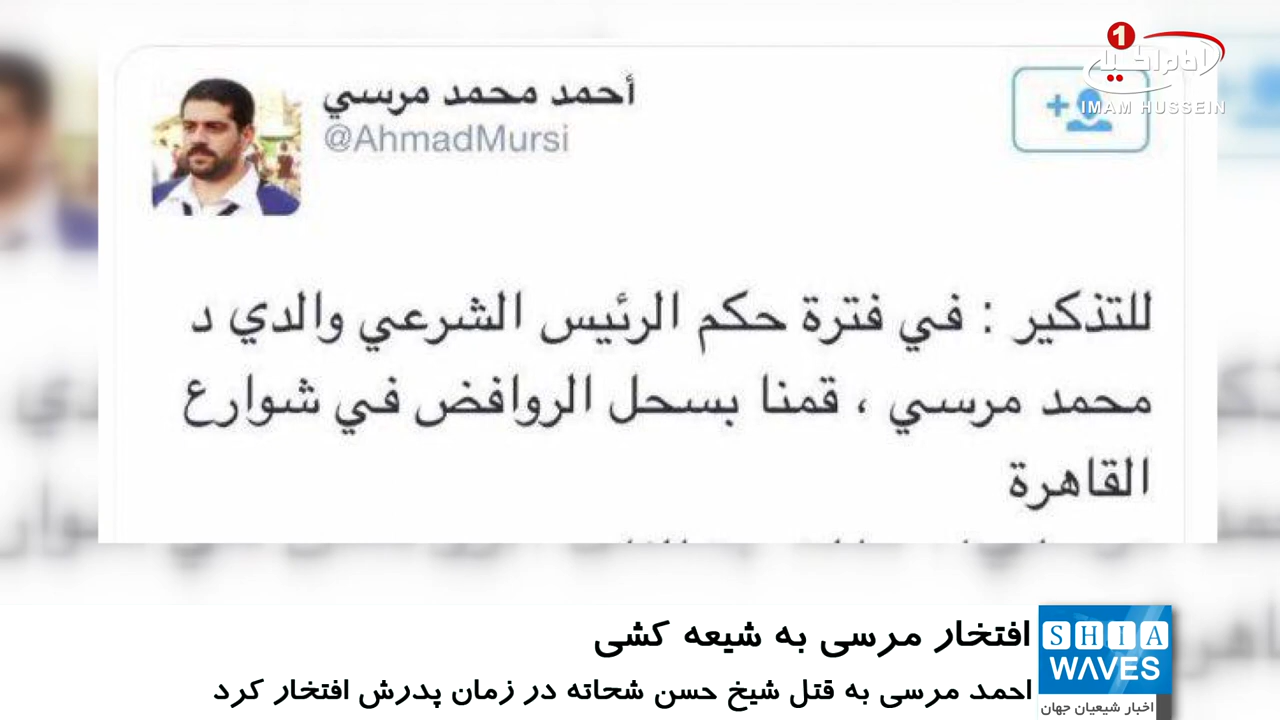 1
IMAM HUSSEIN
أحمد محمد مرسي
@AhmadMursi
للتذكير : في فترة حكم الرئيس الشرعي والدي د
محمد مرسي ، قمنا بسحل الروافض في شوارع
القاهرة
افتخار مرسی به شیعه کشی
احمد مرسی به قتل شیخ حسن شحاته در زمان پدرش افتخار کرد
SHIA
WAVES
اخبار شیعیان جهان